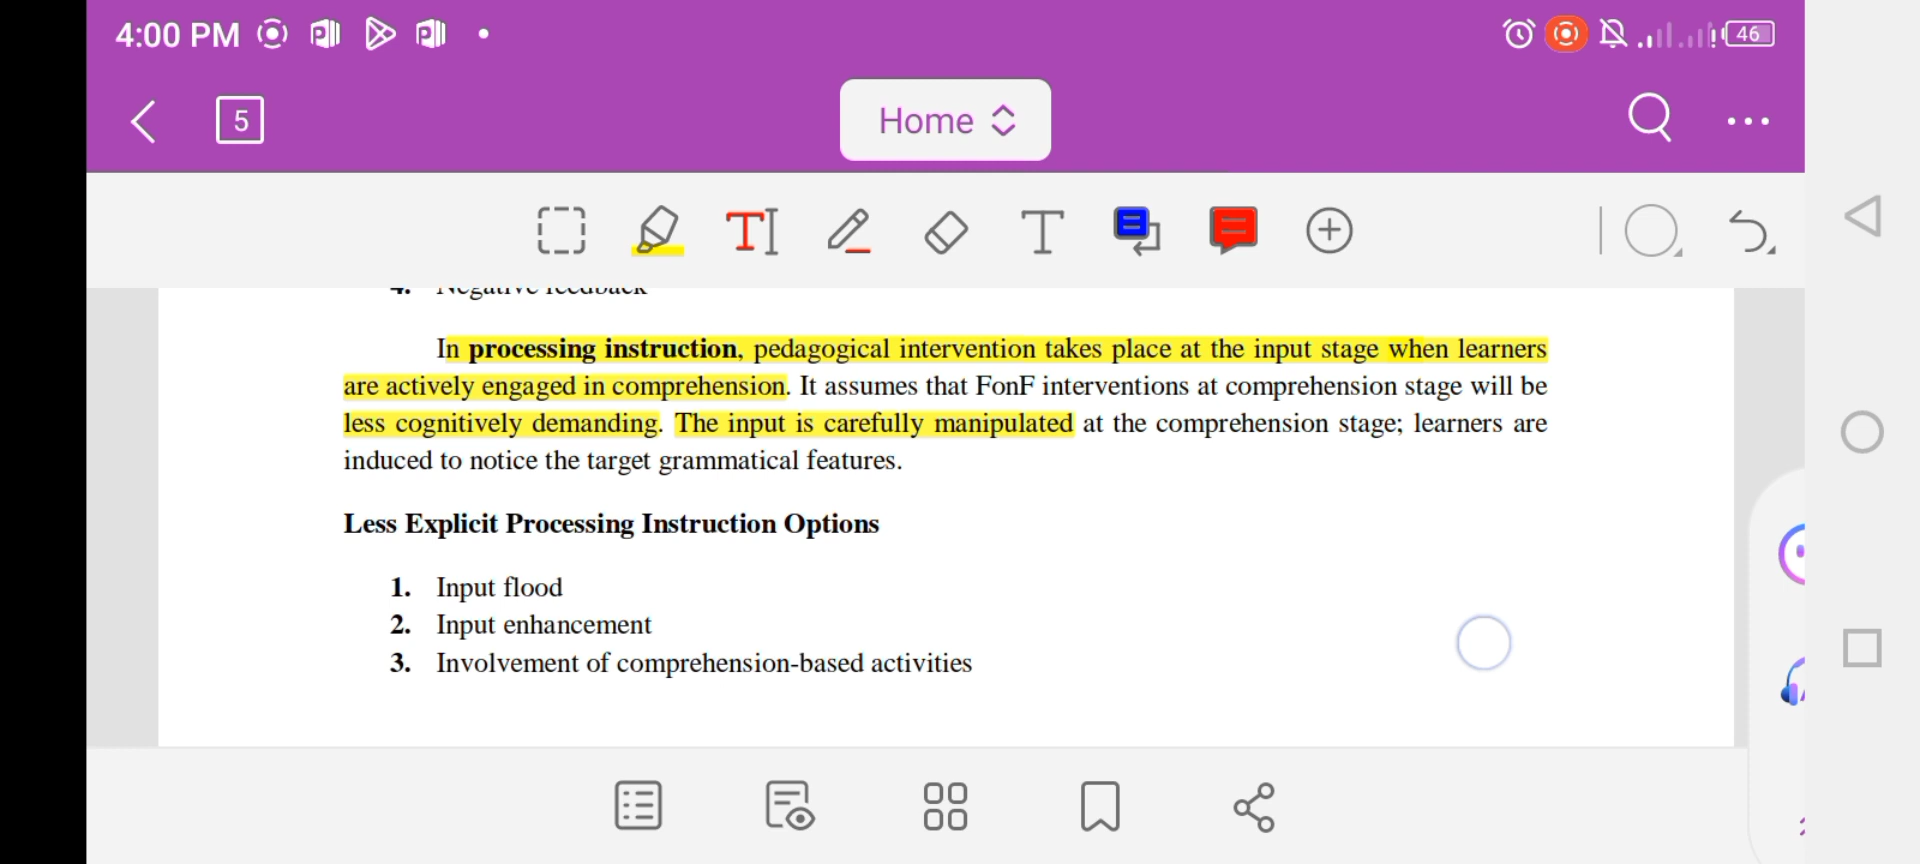 4:00 PM
46
5
Home
4. Negative feedback
In processing instruction, pedagogical intervention takes place at the input stage when learners
are actively engaged in comprehension. It assumes that FonF interventions at comprehension stage will be
less cognitively demanding. The input is carefully manipulated at the comprehension stage; learners are
induced to notice the target grammatical features.
Less Explicit Processing Instruction Options
1. Input flood
2. Input enhancement
3. Involvement of comprehension-based activities